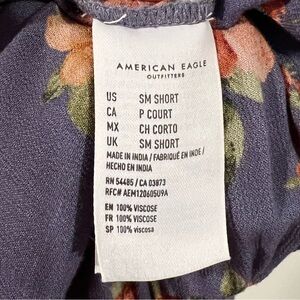 AMERICAN EAGLE
OUTFITTERS
US SM SHORT
CA P COURT
MX CH CORTO
UK SM SHORT
MADE IN INDIA / FABRIQUÉ EN INDE /
HECHO EN INDIA
RN 54485 / CA 03873
RFC# AEM120605U9A
EN 100% VISCOSE
FR 100% VISCOSE
SP 100% viscosa